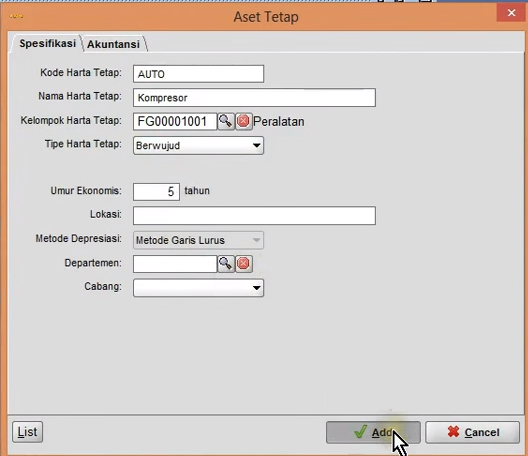 Aset Tetap
Spesifikasi Akuntansi
Kode Harta Tetap: AUTO
Nama Harta Tetap: Kompresor
Kelompok Harta Tetap: FG00001001 Peralatan
Tipe Harta Tetap: Berwujud
Umur Ekonomis: 5 tahun
Lokasi:
Metode Depresiasi: Metode Garis Lurus
Departemen:
Cabang:
List Add Cancel